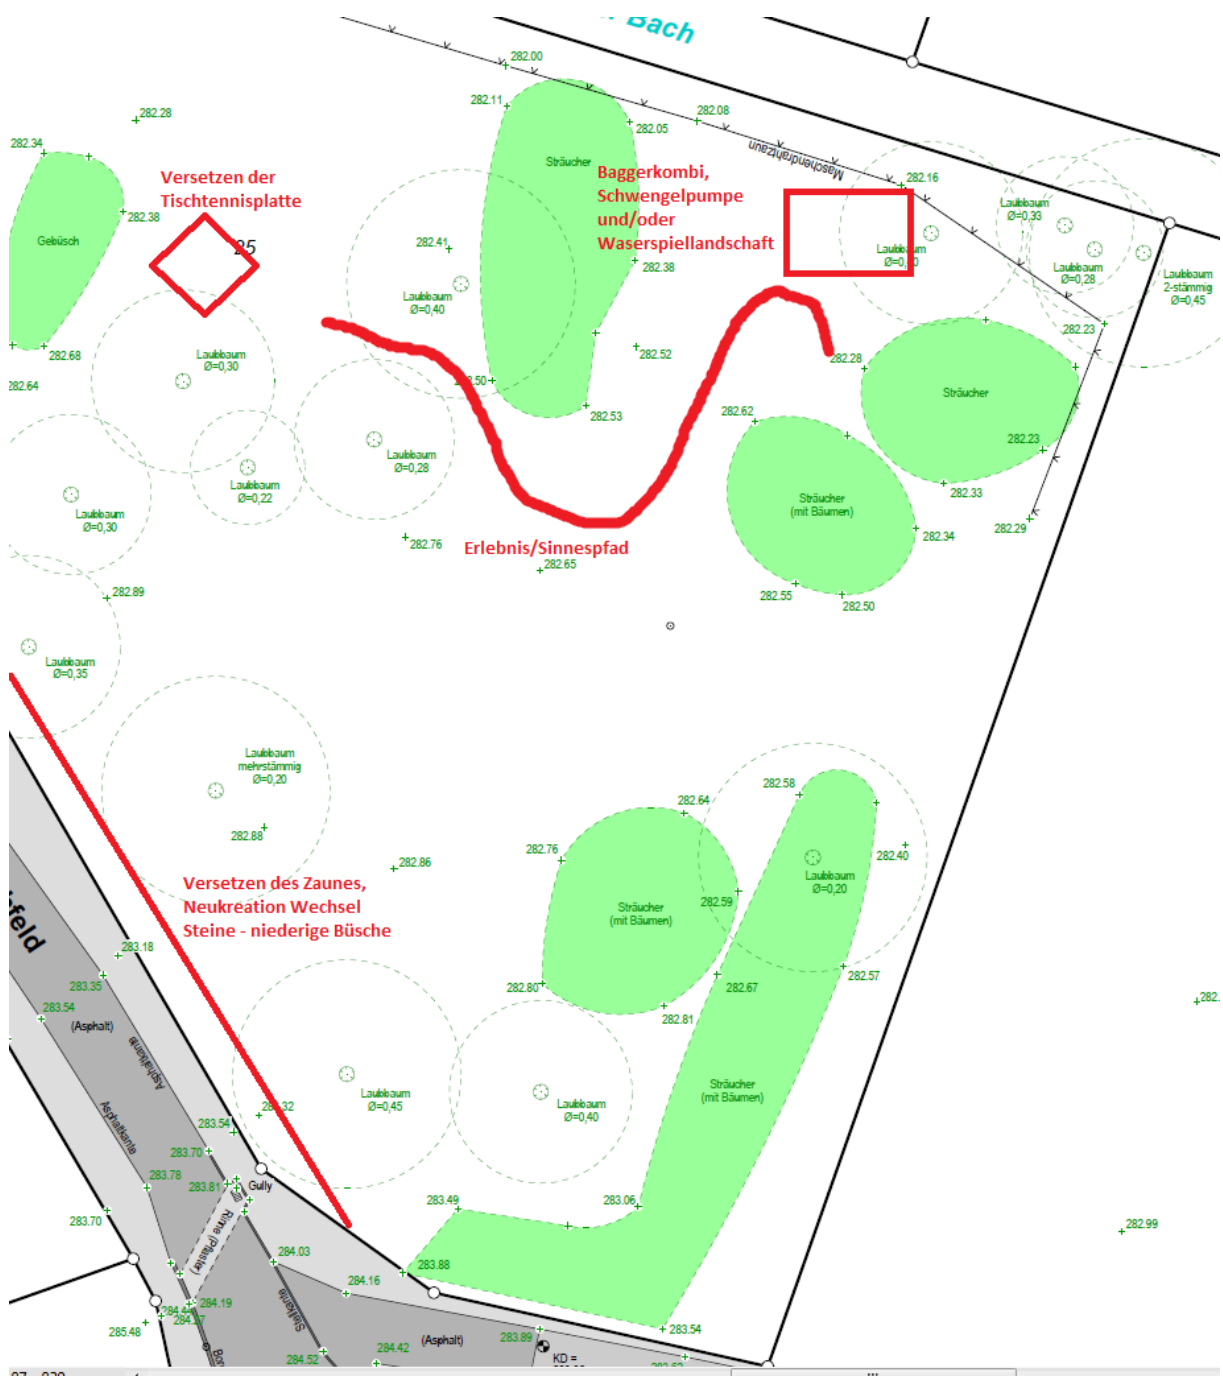 Bach
282.00
282.11
282.08
282.05
282.28
282.34
Sträucher
Maschendrahtzaun
282.16
Versetzen der
Tischtennisplatte
Baggerkombi,
Schwengelpumpe
und/oder
Waserspiellandschaft
Laubbaum
Ø=0,33
282.38
Gebüsch
282.41
282.38
Laubbaum
Laubbaum
Ø=0,28
Laubbaum
2-stämmig
Ø=0,45
Laubbaum
Ø=0,40
282.23
282.68
282.64
Laubbaum
Ø=0,30
282.52
282.28
282.53
Sträucher
282.62
282.23
Laubbaum
Ø=0,28
Laubbaum
Ø=0,22
282.33
Laubbaum
Ø=0,30
Sträucher
(mit Bäumen)
282.29
282.34
282.76
Erlebnis/Sinnespfad
282.65
282.89
282.55
282.50
Laubbaum
Ø=0,35
Laubbaum
mehrstämmig
Ø=0,20
282.58
282.64
282.88
282.76
282.40
282.86
Laubbaum
Ø=0,20
Versetzen des Zaunes,
Neukreation Wechsel
Steine - niederige Büsche
282.59
Sträucher
(mit Bäumen)
feld
283.18
283.35
282.80
282.67
282.57
283.54
282.81
(Asphalt)
Asphaltkante
Laubbaum
Ø=0,45
Laubbaum
Ø=0,40
Sträucher
(mit Bäumen)
Asphaltkante
283.54
283.70
283.78
283.81
Gully
283.49
283.06
283.70
Rinne (Pflaster)
282.99
284.03
283.88
284.16
284.19
285.48
Stellkante
283.89
283.54
(Asphalt)
284.42
284.52
KD =